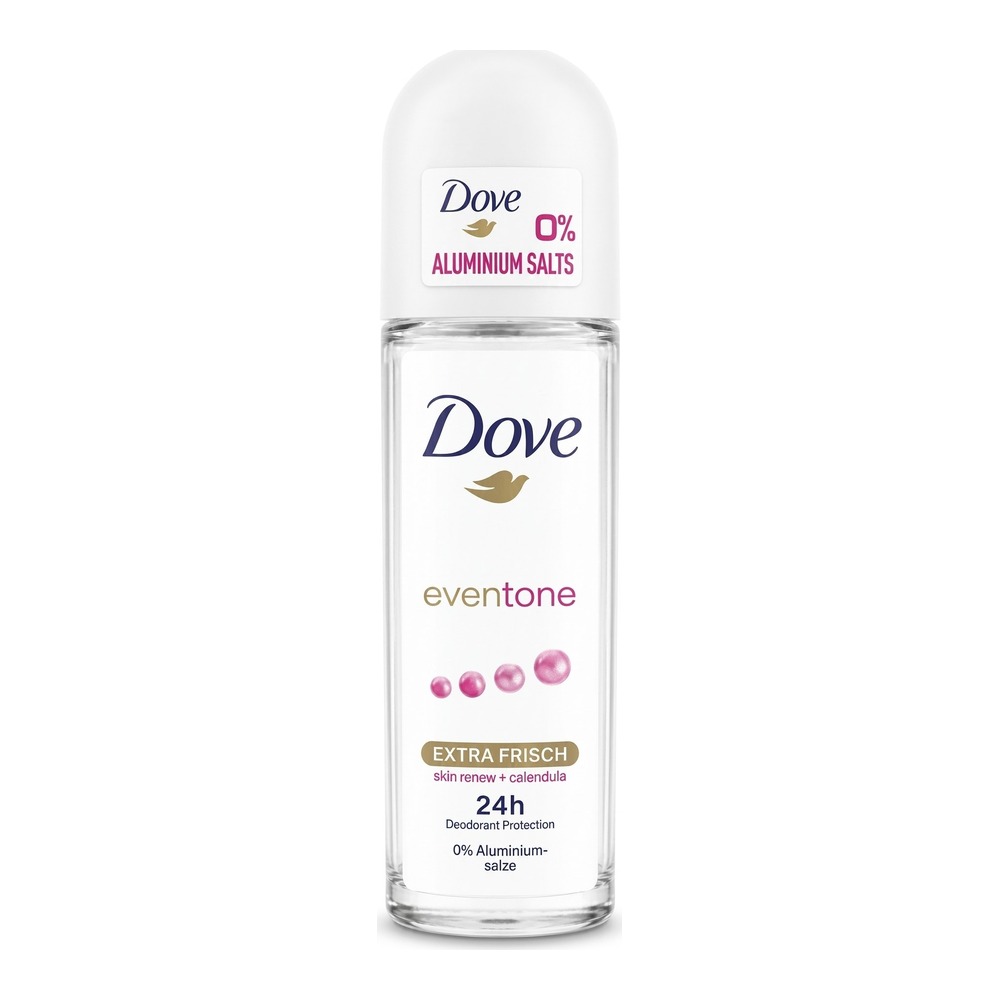 Dove
0%
ALUMINIUM SALTS
Dove
eventone
EXTRA FRISCH
skin renew + calendula
24h
Deodorant Protection
0% Aluminium-
salze